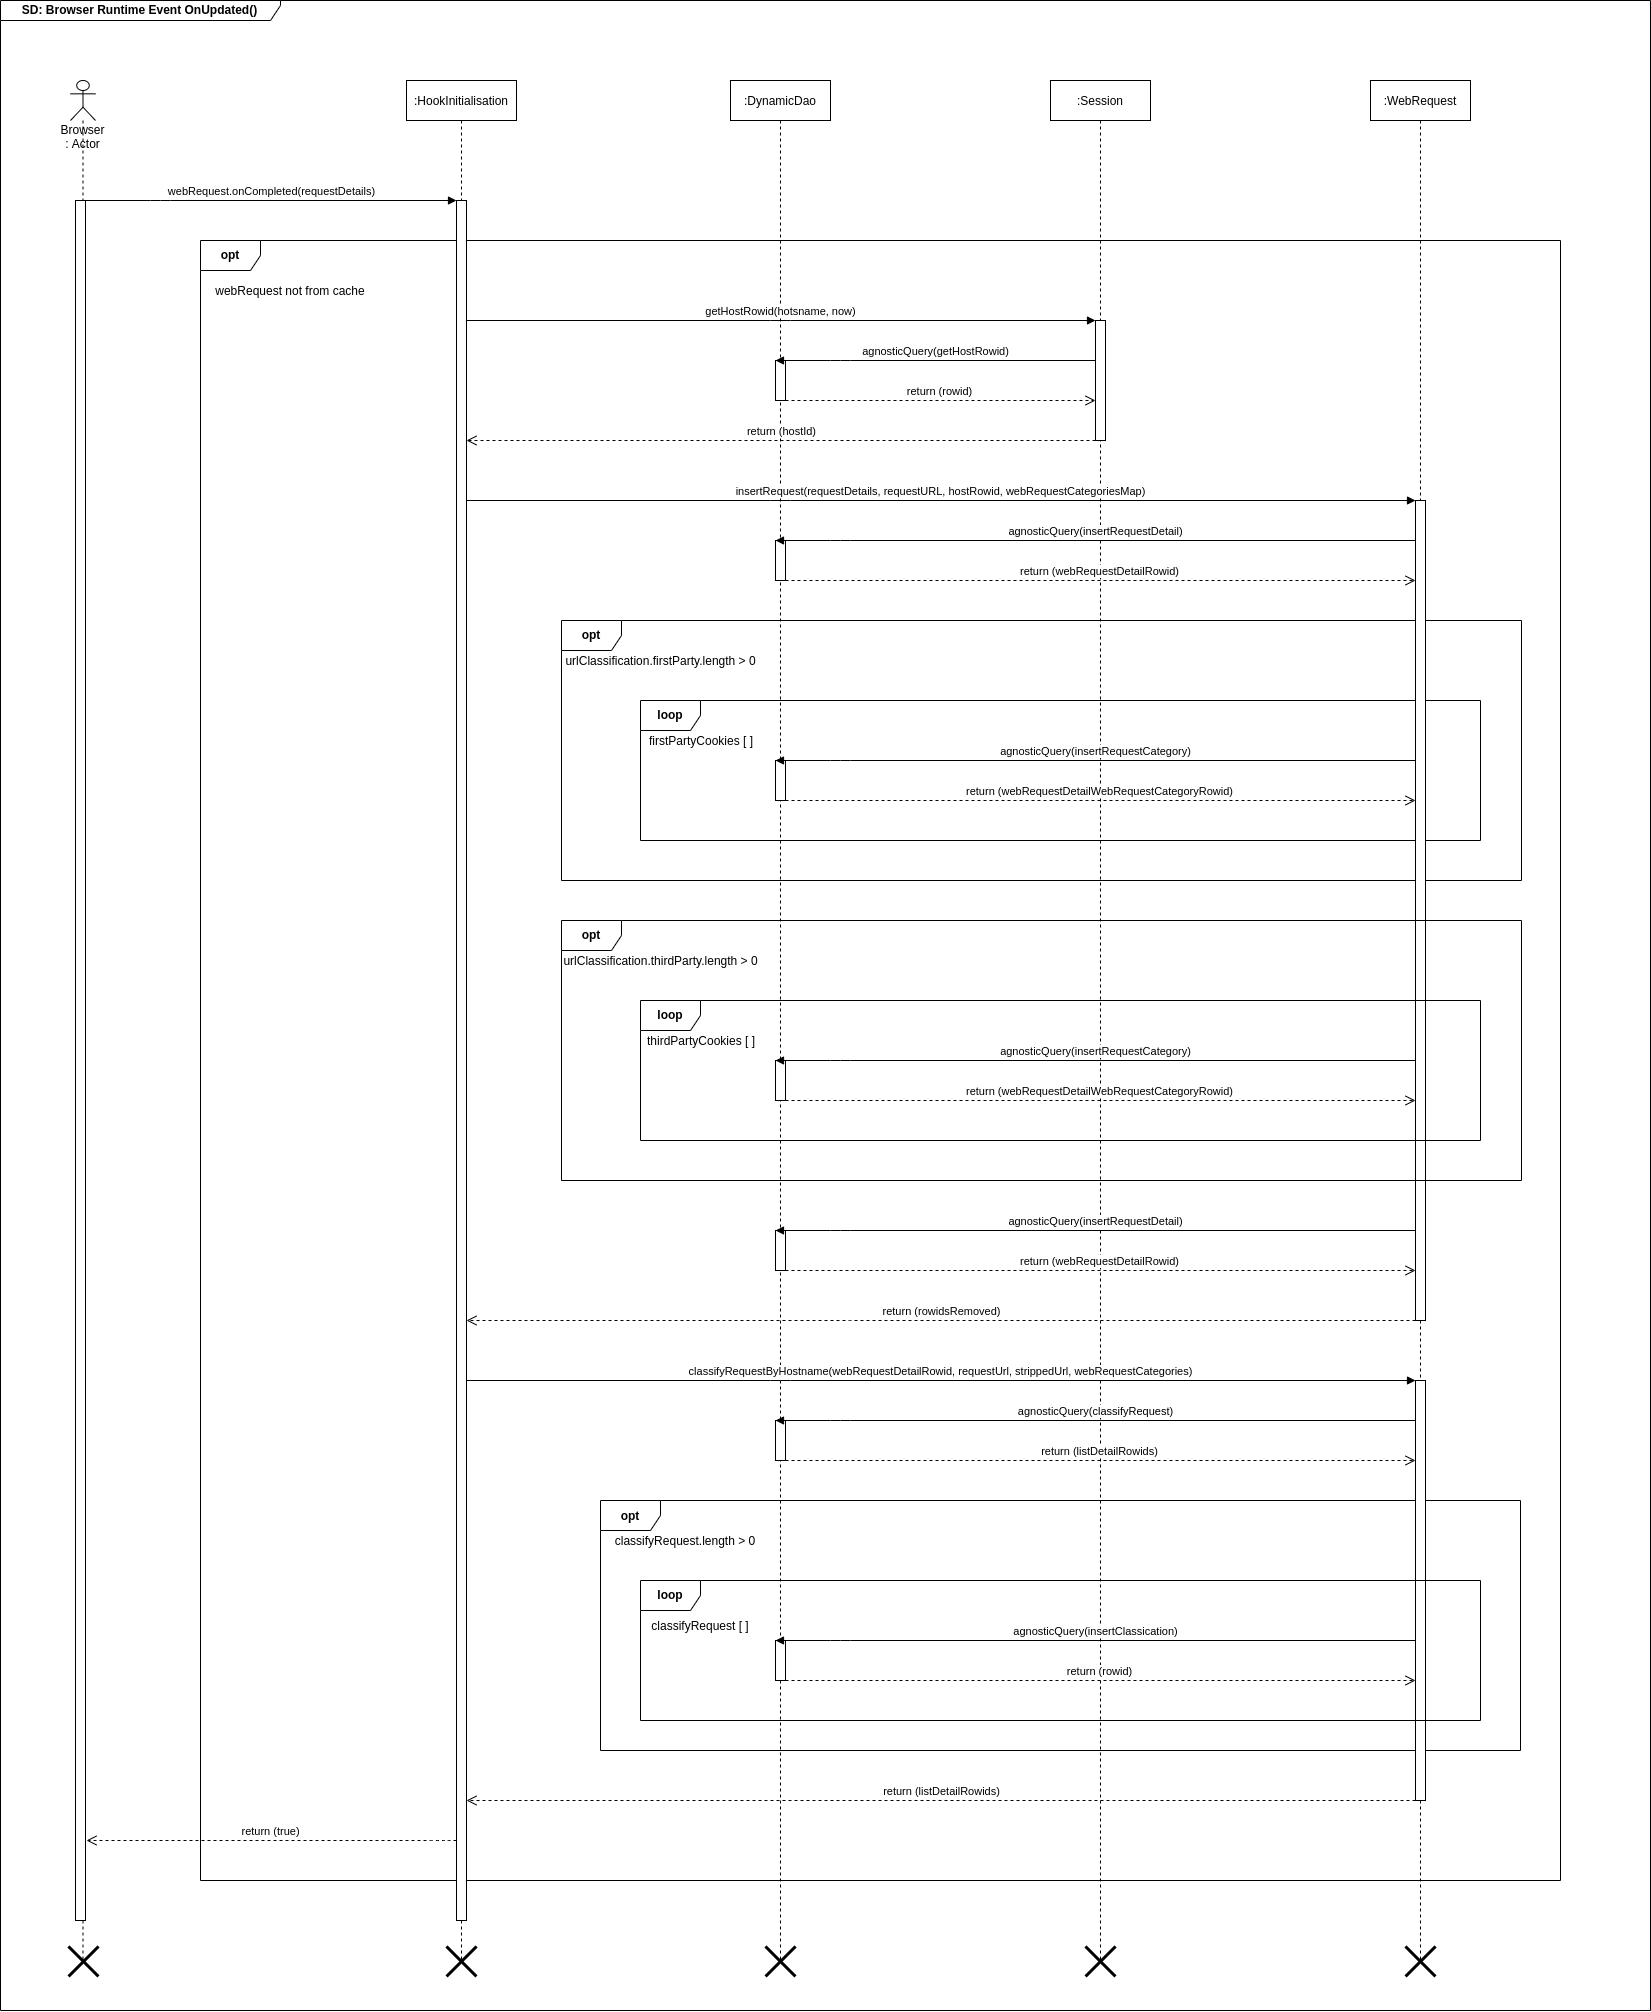 SD: Browser Runtime Event OnUpdated()
Browser
: Actor
:HookInitialisation
:DynamicDao
:Session
:WebRequest
webRequest.onCompleted(requestDetails)
opt
webRequest not from cache
getHostRowid(hotsname, now)
agnosticQuery(getHostRowid)
return (rowid)
return (hostId)
insertRequest(requestDetails, requestURL, hostRowid, webRequestCategoriesMap)
agnosticQuery(insertRequestDetail)
return (webRequestDetailRowid)
opt
urlClassification.firstParty.length > 0
loop
firstPartyCookies [ ]
agnosticQuery(insertRequestCategory)
return (webRequestDetailWebRequestCategoryRowid)
opt
urlClassification.thirdParty.length > 0
loop
thirdPartyCookies [ ]
agnosticQuery(insertRequestCategory)
return (webRequestDetailWebRequestCategoryRowid)
agnosticQuery(insertRequestDetail)
return (webRequestDetailRowid)
return (rowidsRemoved)
classifyRequestByHostname(webRequestDetailRowid, requestUrl, strippedUrl, webRequestCategories)
agnosticQuery(classifyRequest)
return (listDetailRowids)
opt
classifyRequest.length > 0
loop
classifyRequest [ ]
agnosticQuery(insertClassication)
return (rowid)
return (listDetailRowids)
return (true)